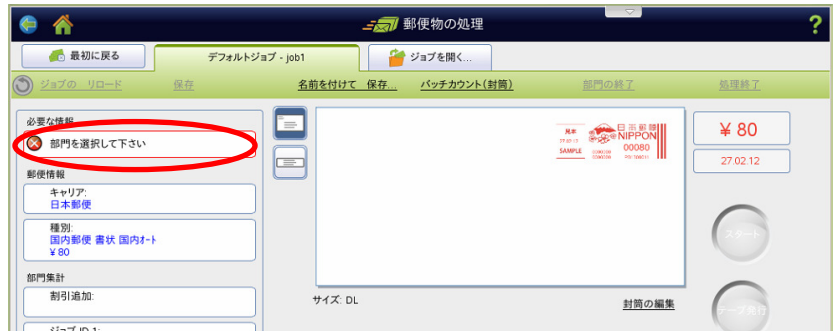 郵便物の処理
?
最初に戻る
デフォルトジョブ - job1
ジョブを開く...
ジョブの リロード
保存
名前を付けて 保存...
バッチカウント(封筒)
部門の終了
処理終了
必要な情報
部門を選択して下さい
郵便情報
キャリア:
日本郵便
種別:
国内郵便 書状 国内オート
¥ 80
部門集計
割引追加:
ジョブ ID 1:
見本
SAMPLE
日本郵便
NIPPON
00080
サイズ: DL
封筒の編集
¥ 80
27.02.12
スタート
テープ発行